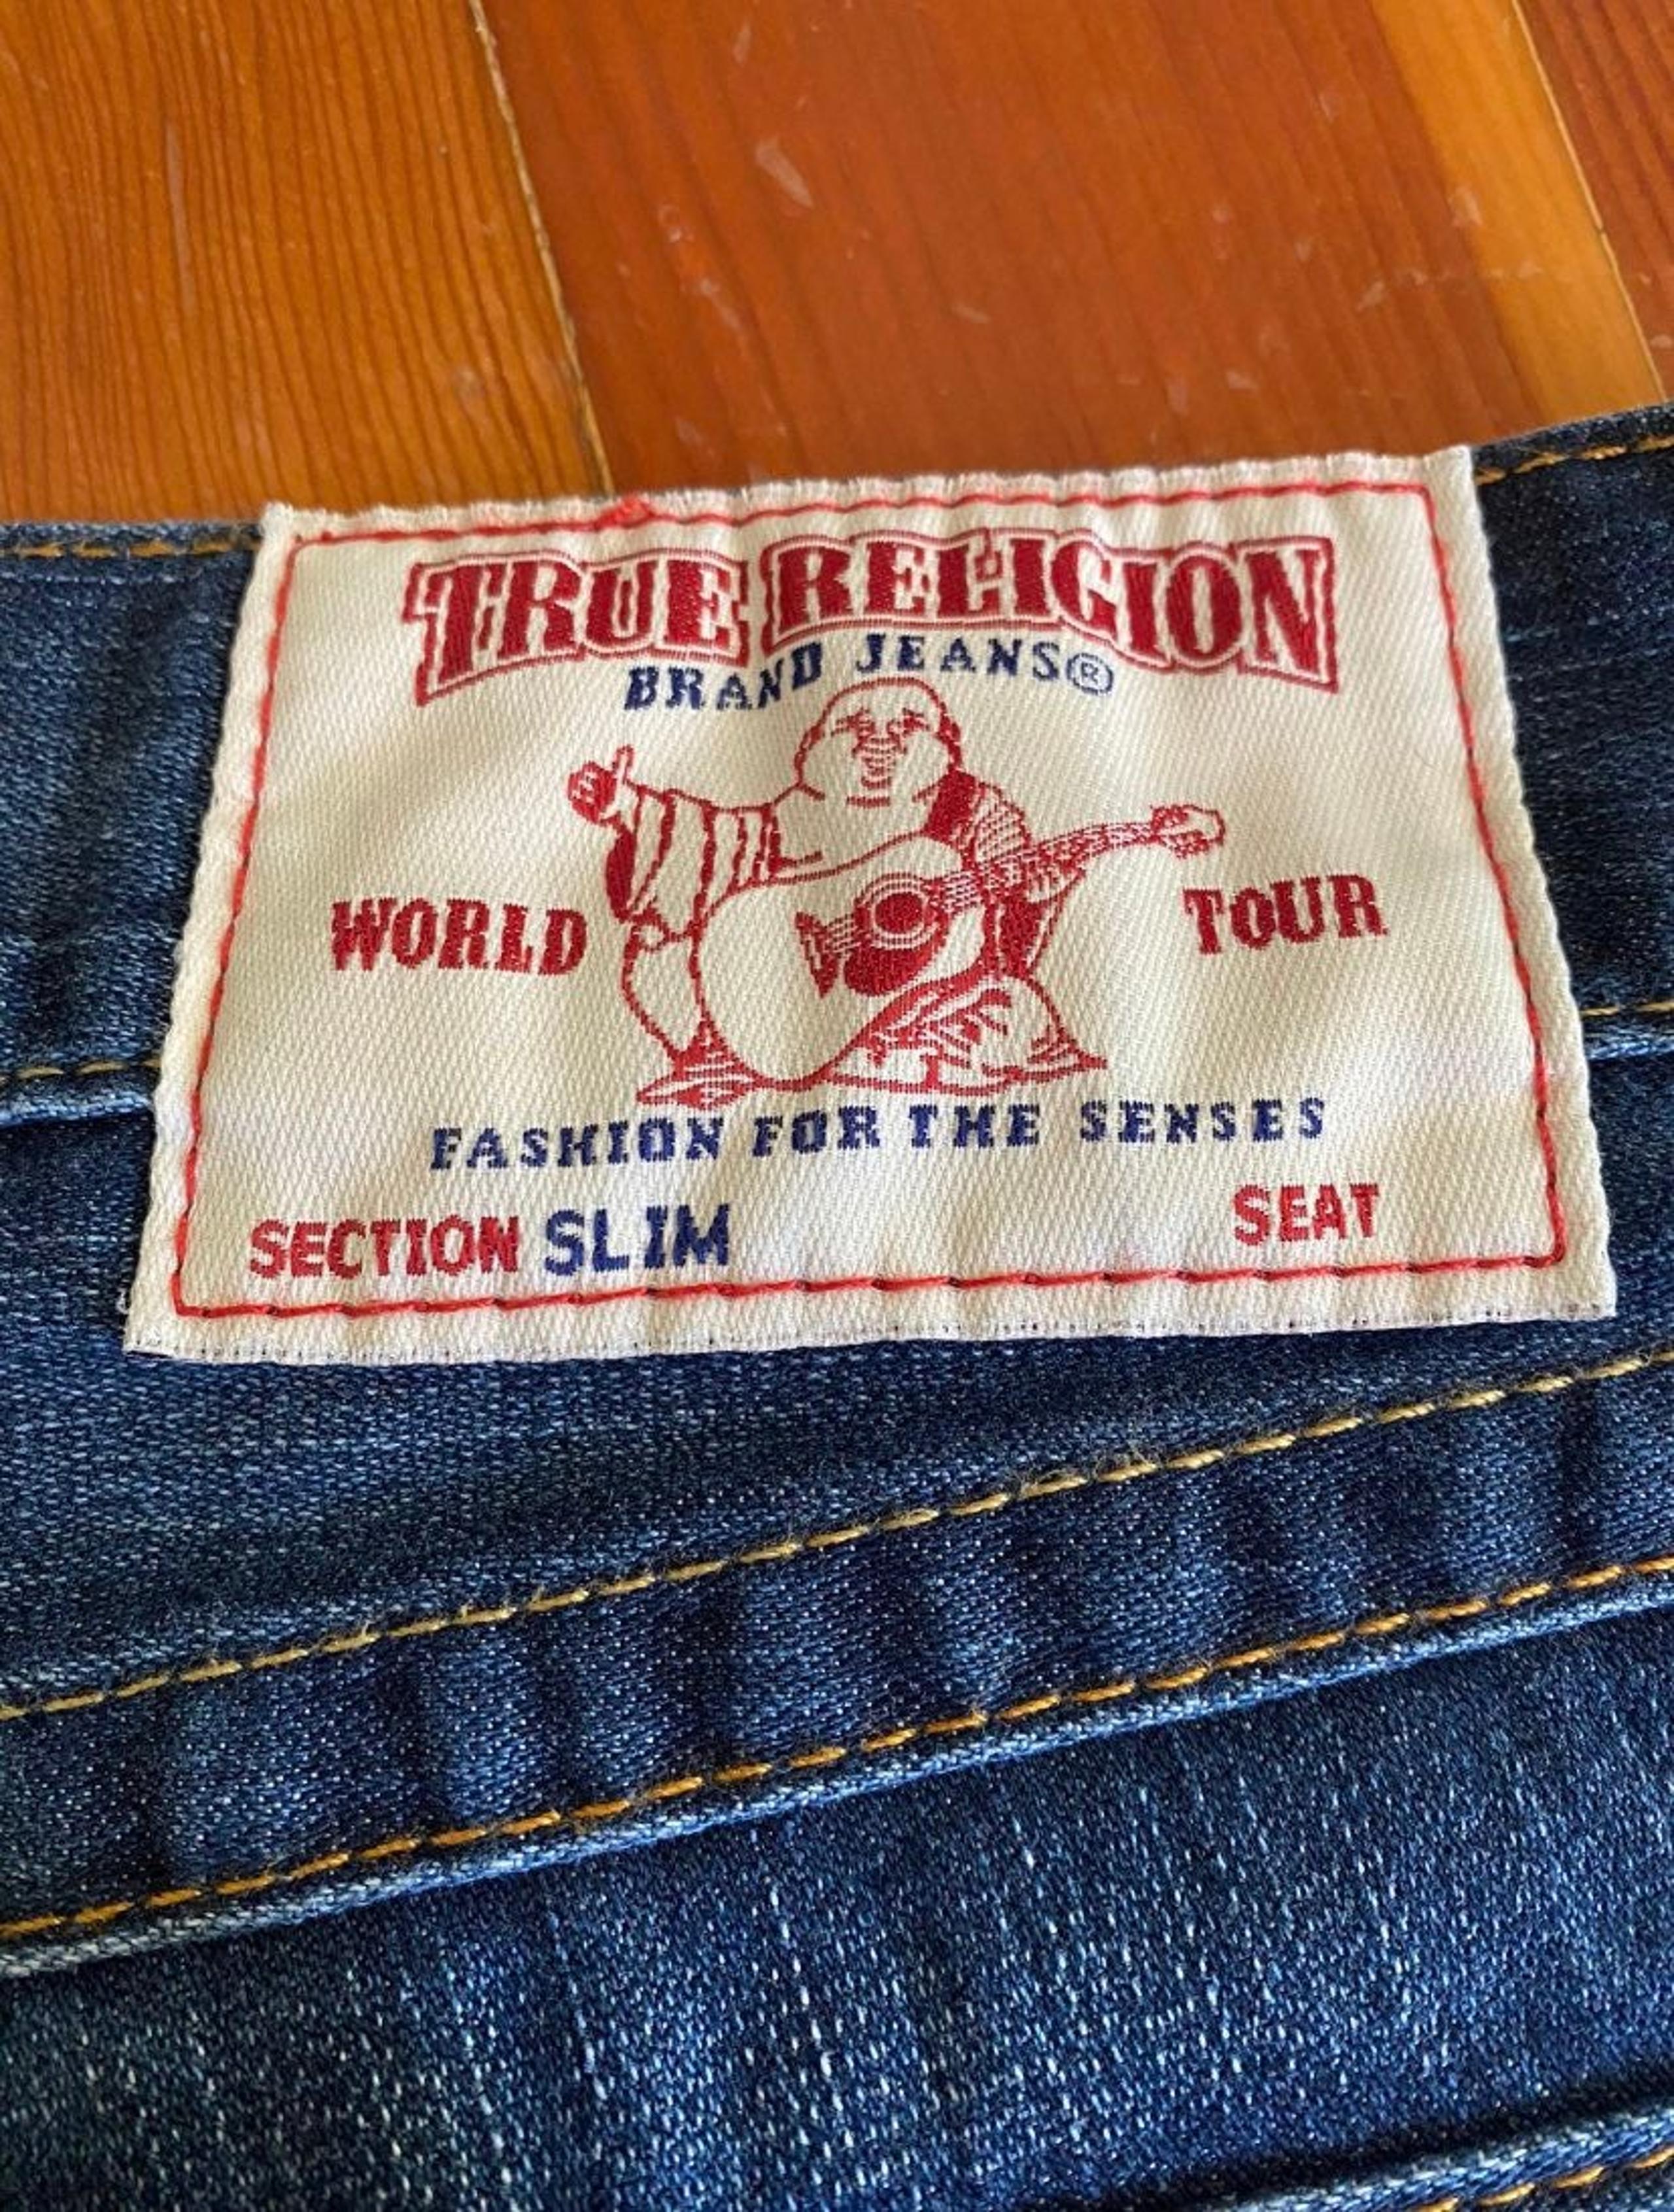 TRUE RELIGION
BRAND JEANS®
WORLD TOUR
FASHION FOR THE SENSES
SECTION SLIM SEAT